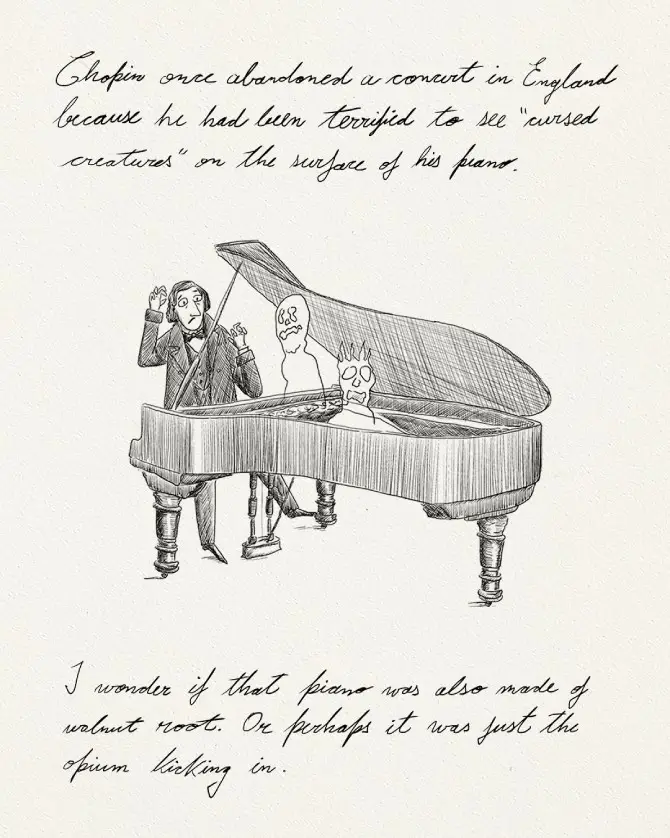 Chopin once abandoned a concert in England
because he had been terrified to see "cursed
creatures" on the surface of his piano.
I wonder if that piano was also made of
walnut root. Or perhaps it was just the
opium kicking in.